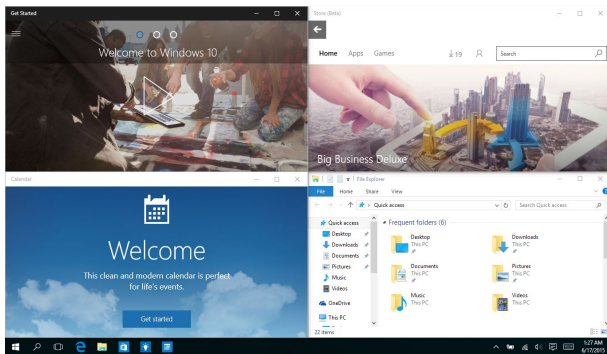 Get Started
Welcome to Windows 10
Store (Beta)
Home Apps Games
19
Search
Big Business Deluxe
Calendar
Welcome
This clean and modern calendar is perfect
for life's events.
Get started
File Explorer
File Home Share View
Quick access
Search Quick access
Quick access
Desktop
Downloads
Documents
Pictures
Music
Videos
OneDrive
This PC
Frequent folders (6)
Desktop
This PC
Downloads
This PC
Documents
This PC
Pictures
This PC
Music
This PC
Videos
This PC
22 items
1:27 AM
6/17/2015